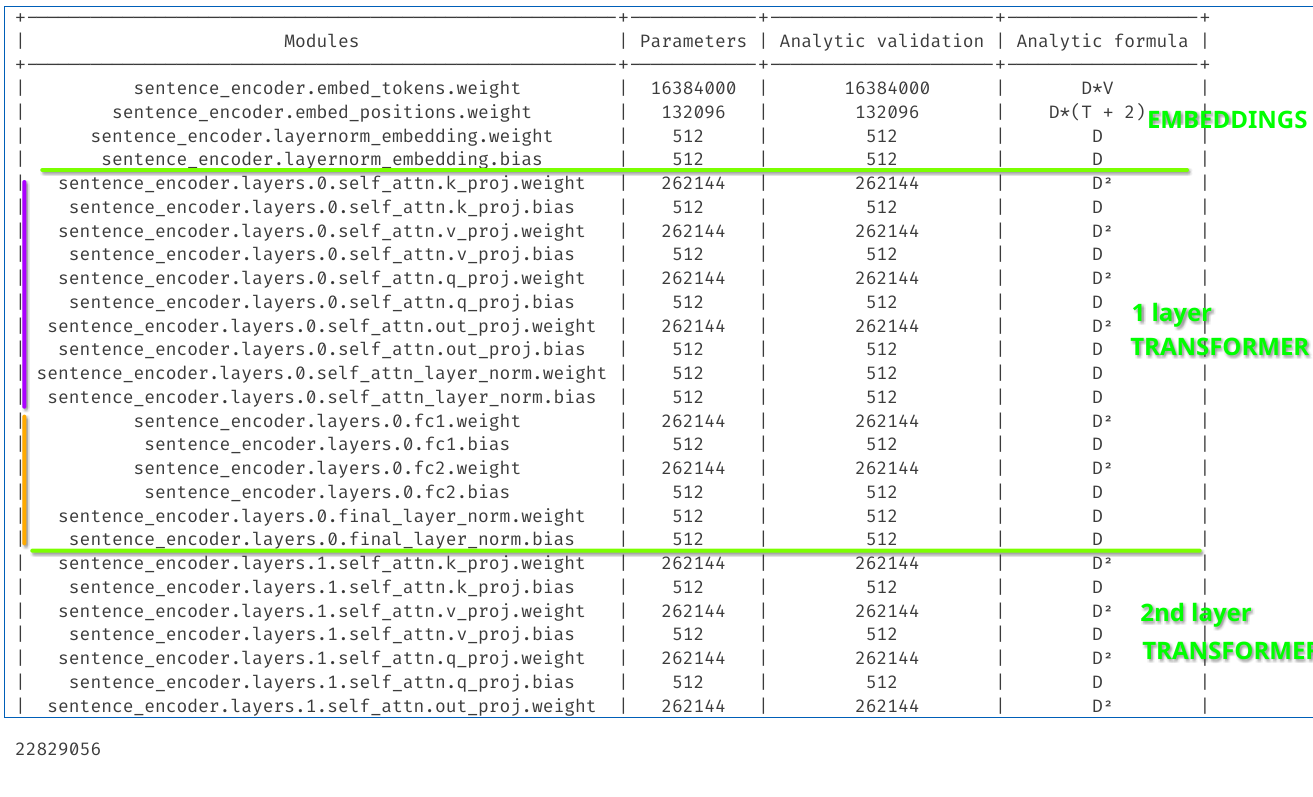 +————————————+————————+————————+————————+
| Modules | Parameters | Analytic validation | Analytic formula |
+————————————+————————+————————+————————+
| sentence_encoder.embed_tokens.weight | 16384000 | 16384000 | D*V |
| sentence_encoder.embed_positions.weight | 132096 | 132096 | D*(T + 2) | EMBEDDINGS
| sentence_encoder.layernorm_embedding.weight | 512 | 512 | D |
| sentence_encoder.layernorm_embedding.bias | 512 | 512 | D |
| sentence_encoder.layers.0.self_attn.k_proj.weight | 262144 | 262144 | D² |
| sentence_encoder.layers.0.self_attn.k_proj.bias | 512 | 512 | D |
| sentence_encoder.layers.0.self_attn.v_proj.weight | 262144 | 262144 | D² |
| sentence_encoder.layers.0.self_attn.v_proj.bias | 512 | 512 | D |
| sentence_encoder.layers.0.self_attn.q_proj.weight | 262144 | 262144 | D² |
| sentence_encoder.layers.0.self_attn.q_proj.bias | 512 | 512 | D |
1 layer
| sentence_encoder.layers.0.self_attn.out_proj.weight | 262144 | 262144 | D² |
| sentence_encoder.layers.0.self_attn.out_proj.bias | 512 | 512 | D | TRANSFORMER
| sentence_encoder.layers.0.self_attn_layer_norm.weight | 512 | 512 | D |
| sentence_encoder.layers.0.self_attn_layer_norm.bias | 512 | 512 | D |
| sentence_encoder.layers.0.fc1.weight | 262144 | 262144 | D² |
| sentence_encoder.layers.0.fc1.bias | 512 | 512 | D |
| sentence_encoder.layers.0.fc2.weight | 262144 | 262144 | D² |
| sentence_encoder.layers.0.fc2.bias | 512 | 512 | D |
| sentence_encoder.layers.0.final_layer_norm.weight | 512 | 512 | D |
| sentence_encoder.layers.0.final_layer_norm.bias | 512 | 512 | D |
| sentence_encoder.layers.1.self_attn.k_proj.weight | 262144 | 262144 | D² |
| sentence_encoder.layers.1.self_attn.k_proj.bias | 512 | 512 | D |
| sentence_encoder.layers.1.self_attn.v_proj.weight | 262144 | 262144 | D² | 2nd layer
| sentence_encoder.layers.1.self_attn.v_proj.bias | 512 | 512 | D |
| sentence_encoder.layers.1.self_attn.q_proj.weight | 262144 | 262144 | D² | TRANSFORMER
| sentence_encoder.layers.1.self_attn.q_proj.bias | 512 | 512 | D |
| sentence_encoder.layers.1.self_attn.out_proj.weight | 262144 | 262144 | D² |
22829056